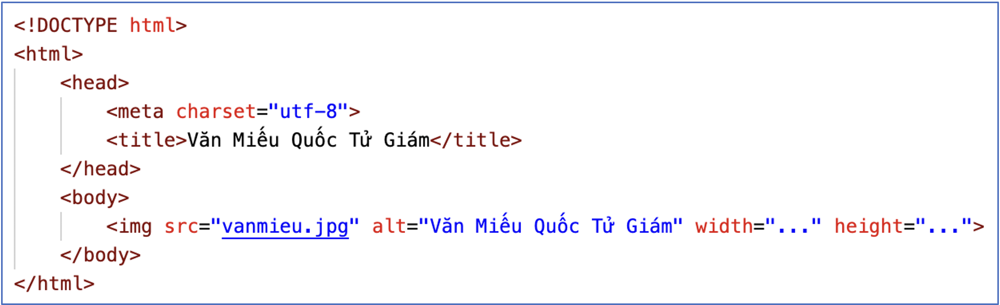 <!DOCTYPE html>
<html>
<head>
<meta charset="utf-8">
<title>Văn Miếu Quốc Tử Giám</title>
</head>
<body>
<img src="vanmieu.jpg" alt="Văn Miếu Quốc Tử Giám" width="..." height="...">
</body>
</html>